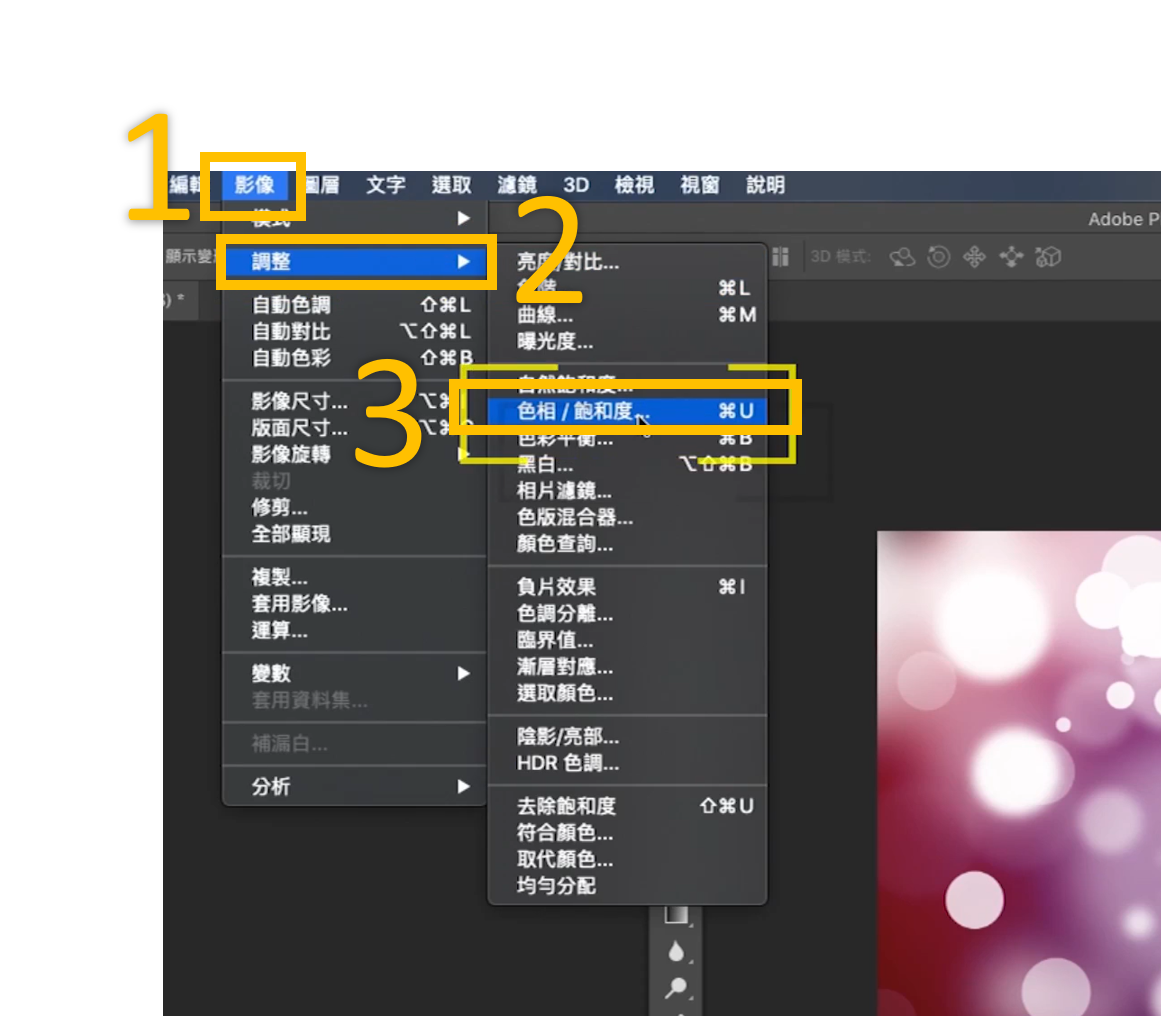 1
編輯 影像 圖層 文字 選取 濾鏡 3D 檢視 視窗 說明
模式
2
Adobe P
顯示變
調整
3D 模式:
) *
自動色調 ⇧⌘L
自動對比 ⌥⇧⌘L
自動色彩 ⇧⌘B
3
影像尺寸... ⌥⌘
版面尺寸... ⌥⌘
影像旋轉
裁切
修剪...
全部顯現
複製...
套用影像...
運算...
變數
套用資料集...
補漏白...
分析
亮度/對比...
色階 ⌘L
曲線... ⌘M
曝光度...
自然飽和度...
色相 / 飽和度... ⌘U
色彩平衡... ⌘B
黑白... ⌥⇧⌘B
相片濾鏡...
色版混合器...
顏色查詢...
負片效果 ⌘I
色調分離...
臨界值...
漸層對應...
選取顏色...
陰影/亮部...
HDR 色調...
去除飽和度 ⇧⌘U
符合顏色...
取代顏色...
均勻分配